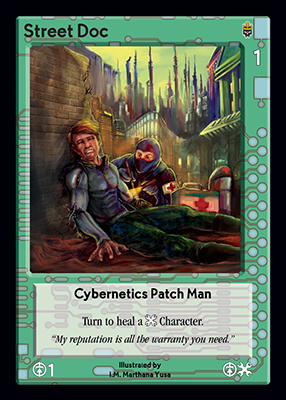 Street Doc
1
Cybernetics Patch Man
Turn to heal a Character.
“My reputation is all the warranty you need.”
1
Illustrated by
I.M. Marthana Yusa